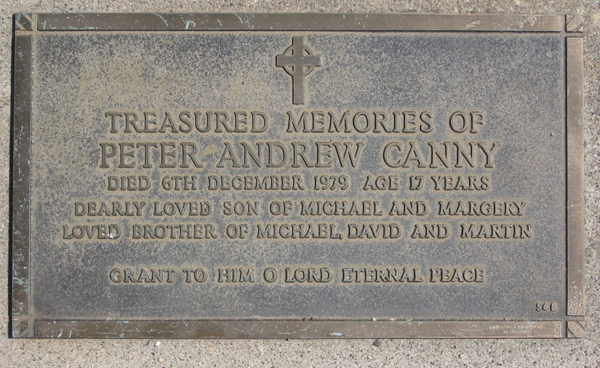 TREASURED MEMORIES OF
PETER ANDREW CANNY
DIED 6TH DECEMBER 1979 AGE 17 YEARS
DEARLY LOVED SON OF MICHAEL AND MARGERY
LOVED BROTHER OF MICHAEL, DAVID AND MARTIN
GRANT TO HIM O LORD ETERNAL PEACE